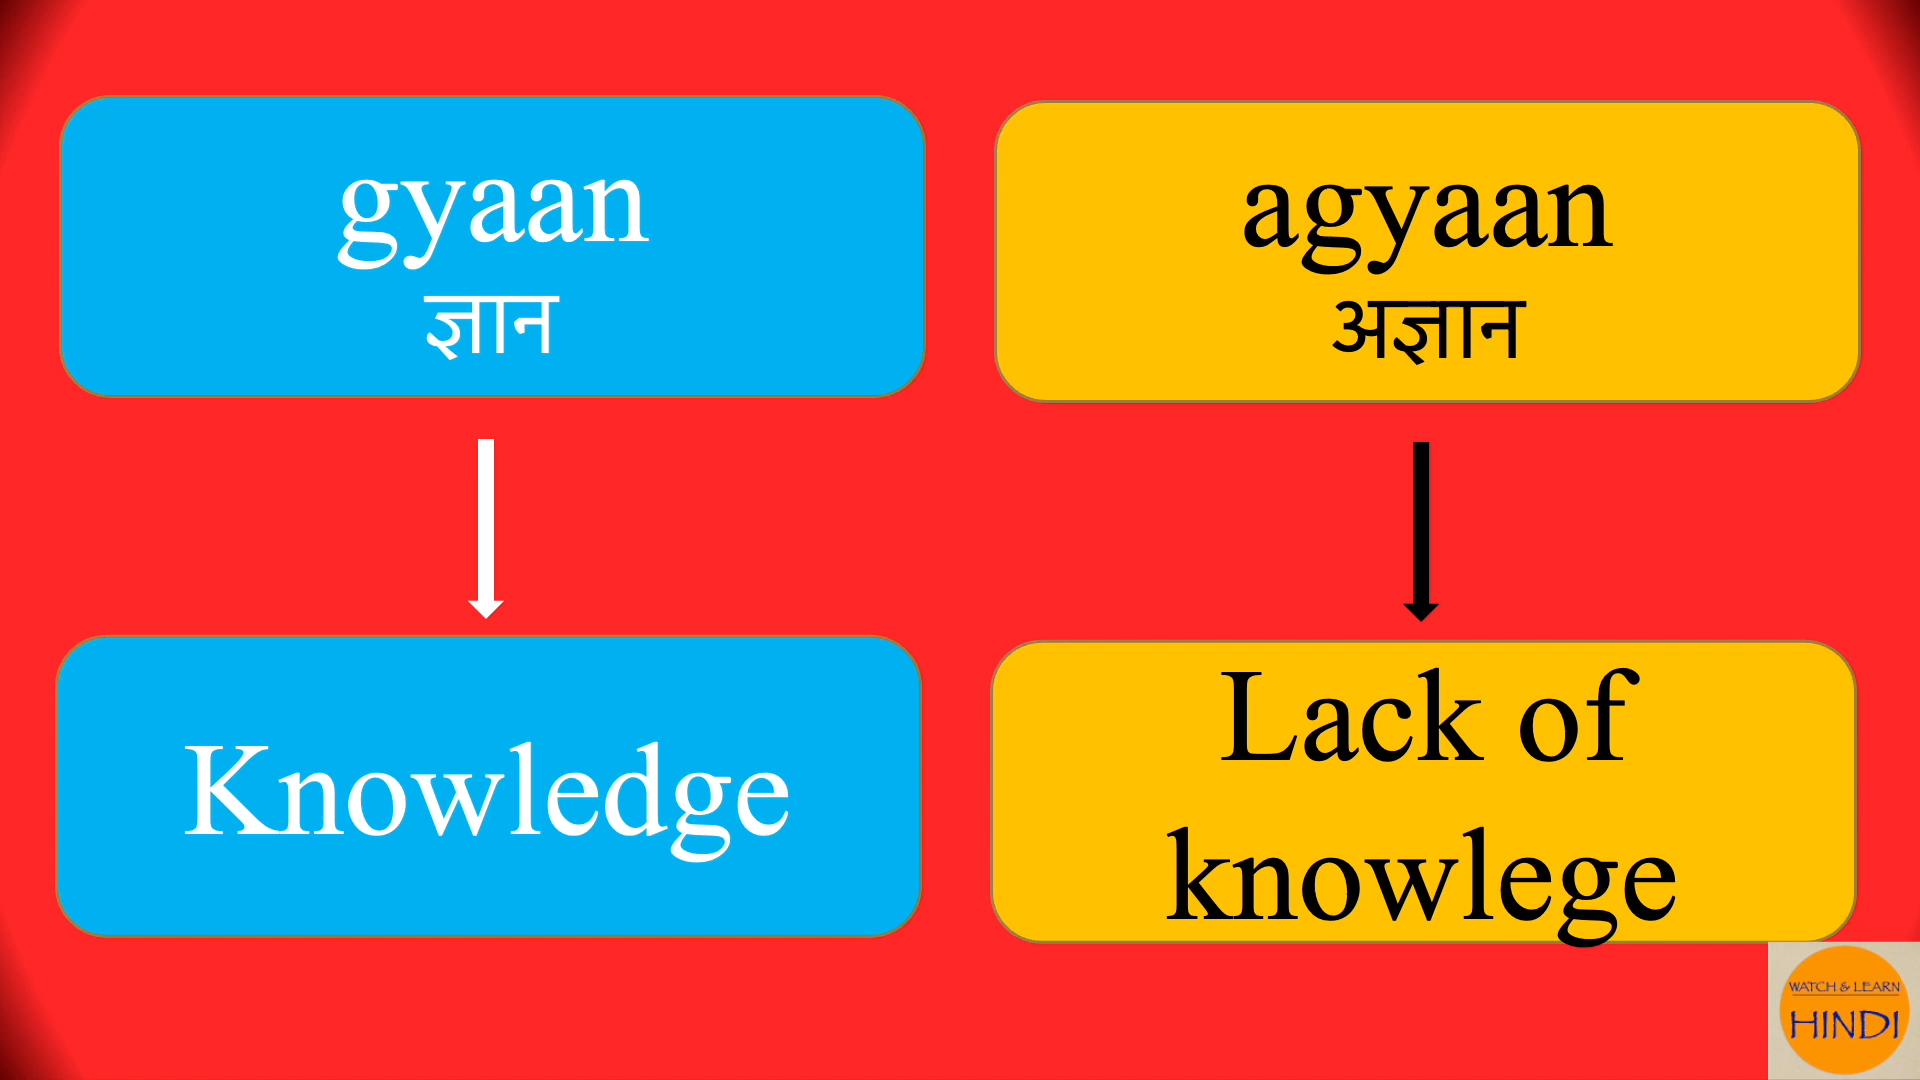 gyaan
ज्ञान
agyaan
अज्ञान
Knowledge
Lack of
knowlege
WATCH & LEARN
HINDI